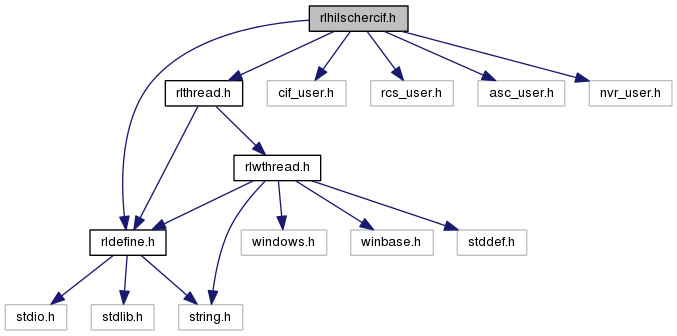 rlhilschercif.h
rlthread.h
cif_user.h
rcs_user.h
asc_user.h
nvr_user.h
rlwthread.h
rldefine.h
windows.h
winbase.h
stddef.h
stdio.h
stdlib.h
string.h